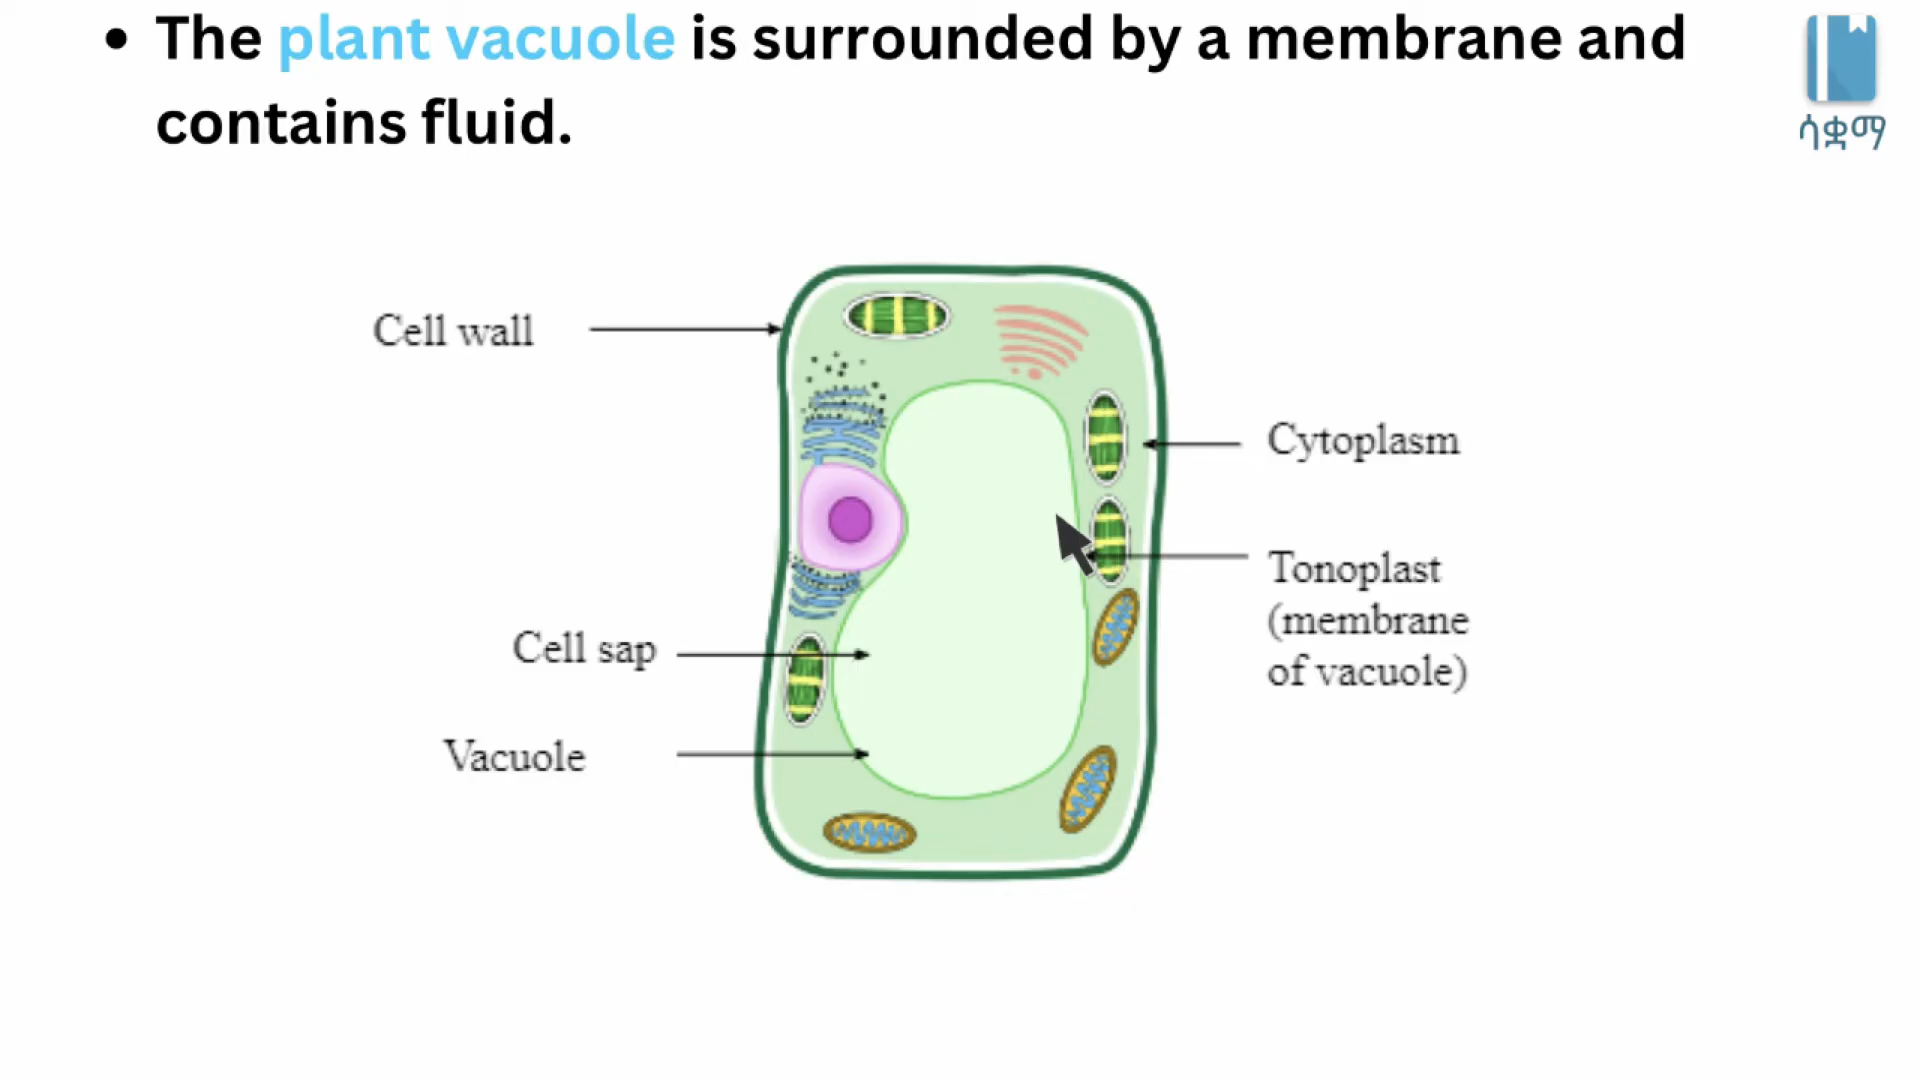 • The plant vacuole is surrounded by a membrane and
contains fluid.
ሳቋማ
Cell wall
Cytoplasm
Tonoplast
(membrane
of vacuole)
Cell sap
Vacuole